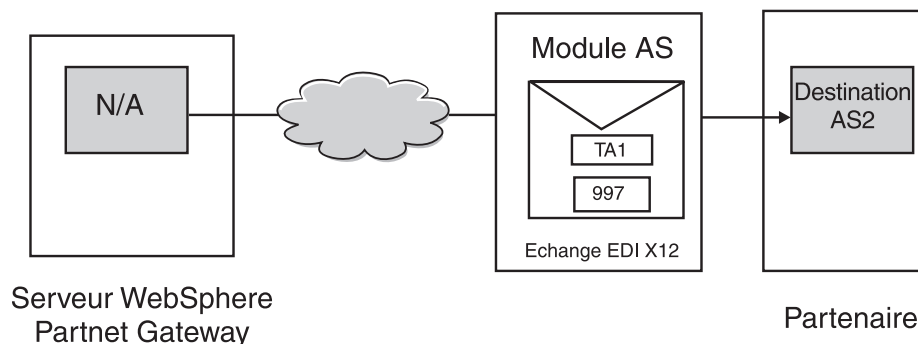 N/A
Module AS
TA1
997
Echange EDI X12
Destination
AS2
Serveur WebSphere
Partnet Gateway
Partenaire